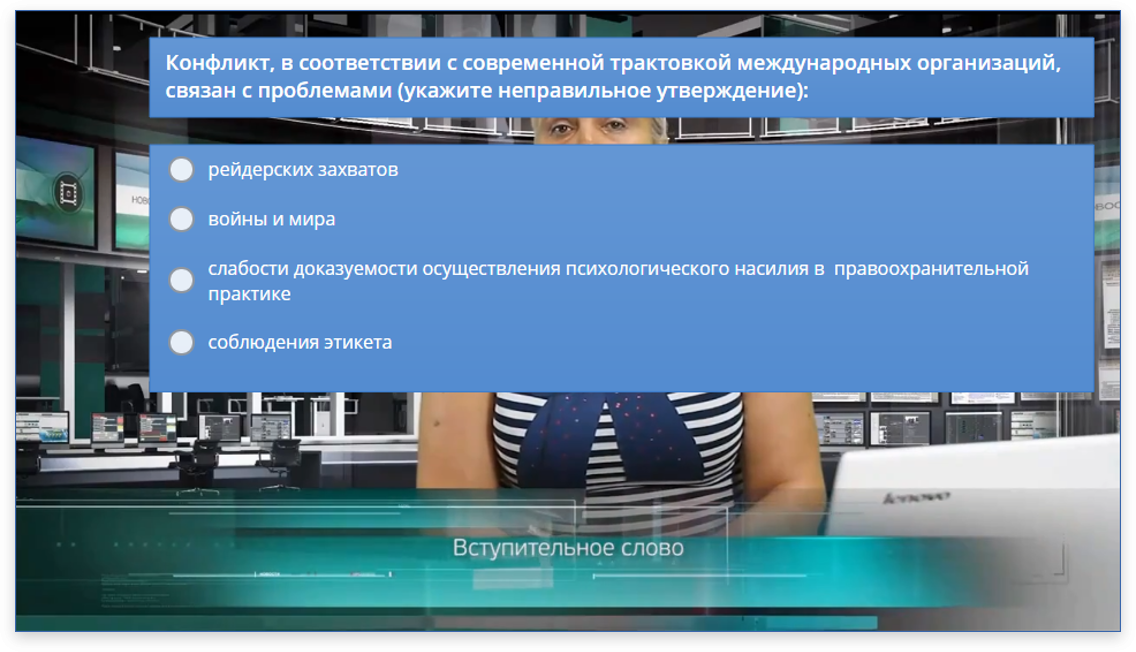 Конфликт, в соответствии с современной трактовкой международных организаций,
связан с проблемами (укажите неправильное утверждение):
рейдерских захватов
войны и мира
слабости доказуемости осуществления психологического насилия в  правоохранительной
практике
соблюдения этикета
lenovo
Вступительное слово